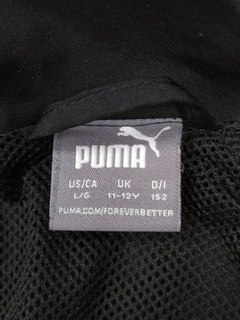 PUMA
US/CA UK D/I
L/G 11-12Y 152
PUMA.COM/FOREVERBETTER